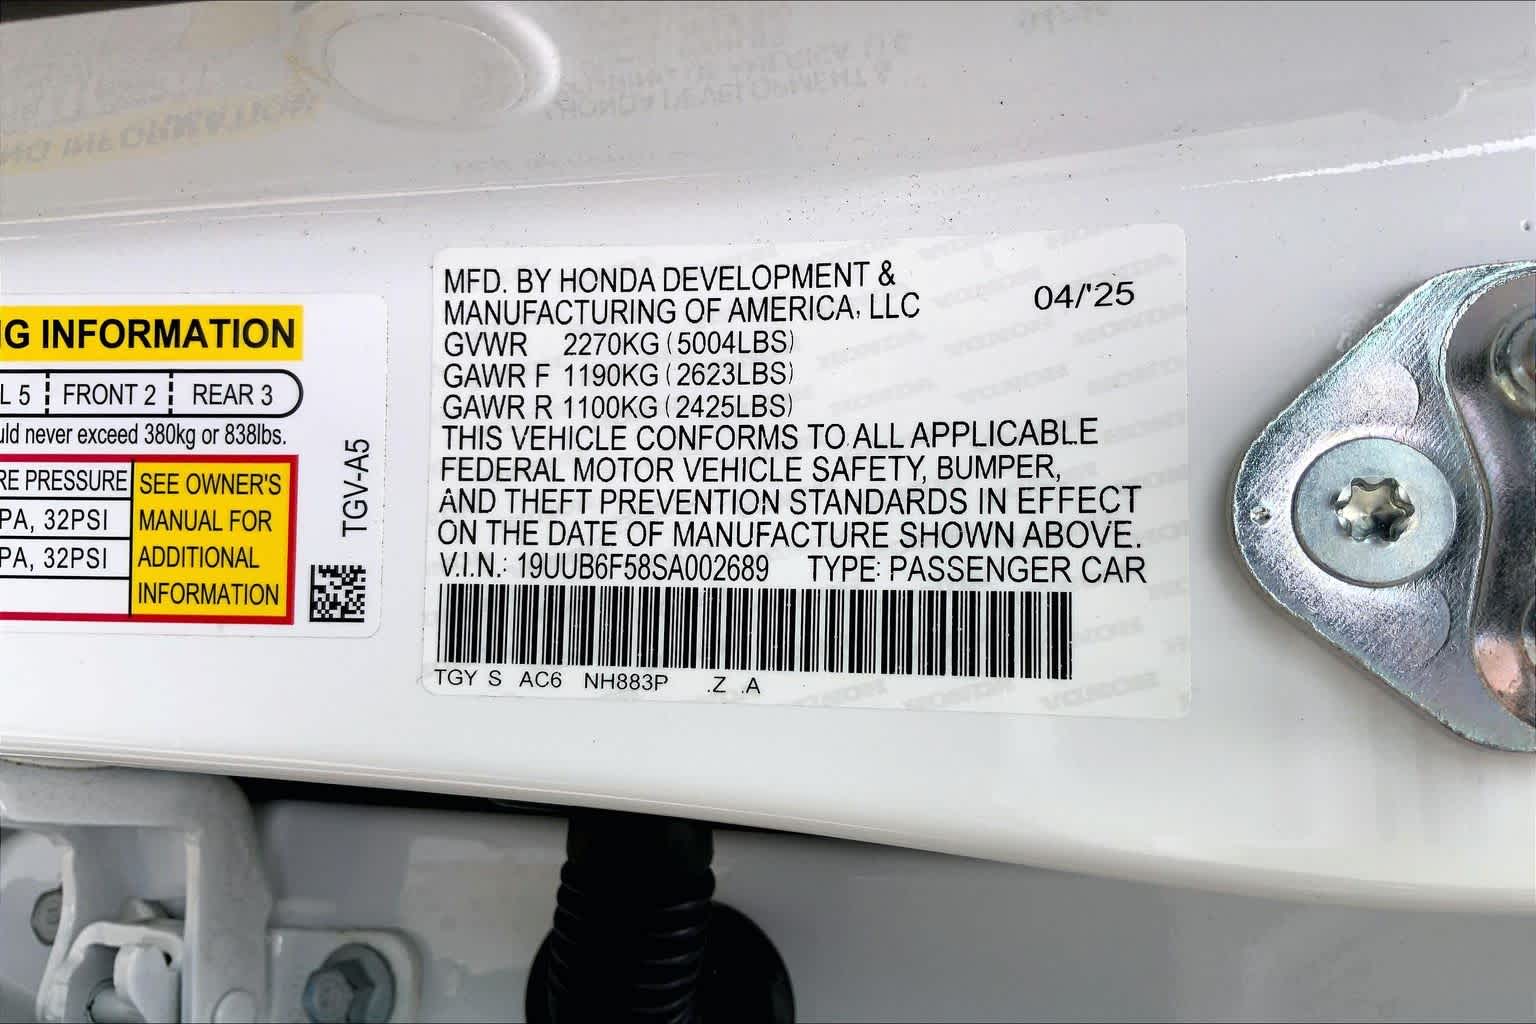 G INFORMATION
L 5 FRONT 2 REAR 3
never exceed 380kg or 838lbs.
PRESSURE
PA, 32PSI
PA, 32PSI
SEE OWNER'S
MANUAL FOR
ADDITIONAL
INFORMATION
TGV-A5
MFD. BY HONDA DEVELOPMENT &
MANUFACTURING OF AMERICA, LLC
04/'25
GVWR 2270KG (5004LBS)
GAWR F 1190KG (2623LBS)
GAWR R 1100KG (2425LBS)
THIS VEHICLE CONFORMS TO ALL APPLICABLE
FEDERAL MOTOR VEHICLE SAFETY, BUMPER,
AND THEFT PREVENTION STANDARDS IN EFFECT
ON THE DATE OF MANUFACTURE SHOWN ABOVE.
V.I.N.: 19UUB6F58SA002689 TYPE: PASSENGER CAR
TGY S AC6 NH883P .Z .A